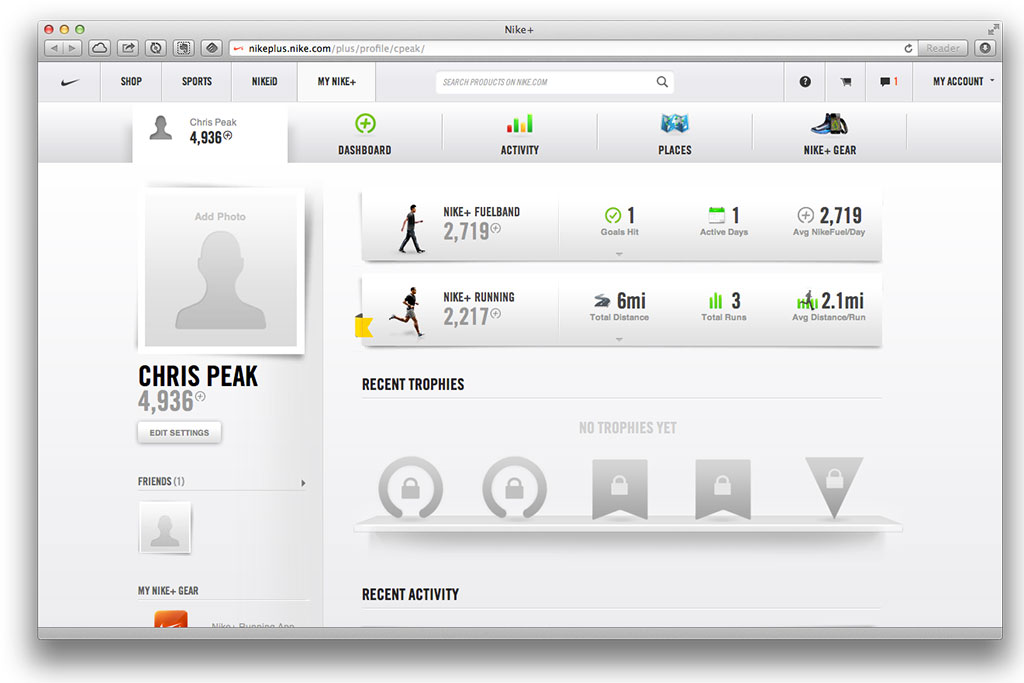 Nike+
nikeplus.nike.com/plus/profile/cpeak/
Reader
SHOP
SPORTS
NIKEiD
MY NIKE+
SEARCH PRODUCTS ON NIKE.COM
?
1
MY ACCOUNT
Chris Peak
4,936
DASHBOARD
ACTIVITY
PLACES
NIKE+ GEAR
Add Photo
CHRIS PEAK
4,936
EDIT SETTINGS
FRIENDS (1)
MY NIKE+ GEAR
Nike+ Running App
NIKE+ FUELBAND
2,719
1
Goals Hit
1
Active Days
2,719
Avg NikeFuel/Day
NIKE+ RUNNING
2,217
6mi
Total Distance
3
Total Runs
2.1mi
Avg Distance/Run
RECENT TROPHIES
NO TROPHIES YET
RECENT ACTIVITY